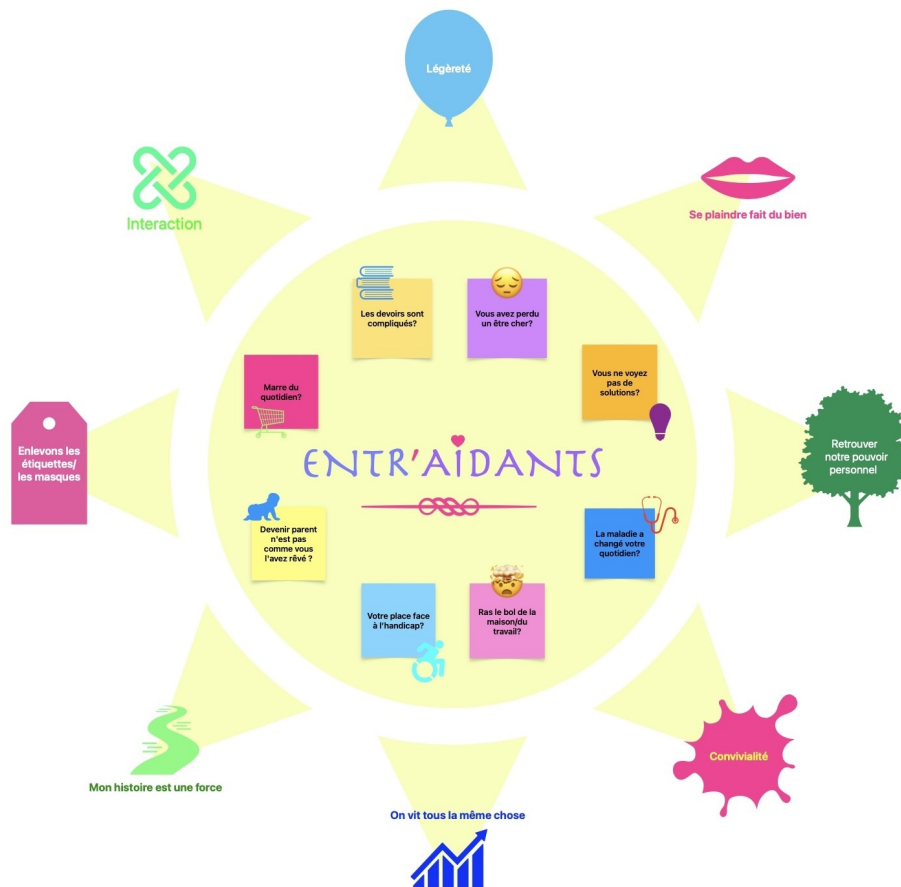 Légèreté
Interaction
Se plaindre fait du bien
Les devoirs sont
compliqués?
Vous avez perdu
un être cher?
Marre du
quotidien?
Vous ne voyez
pas de
solutions?
Enlevons les
étiquettes/
les masques
ENTR'AIDANTS
Retrouver
notre pouvoir
personnel
Devenir parent
n'est pas
comme vous
l'avez rêvé ?
La maladie a
changé votre
quotidien?
Votre place face
à l'handicap?
Ras le bol de la
maison/du
travail?
Mon histoire est une force
Convivialité
On vit tous la même chose